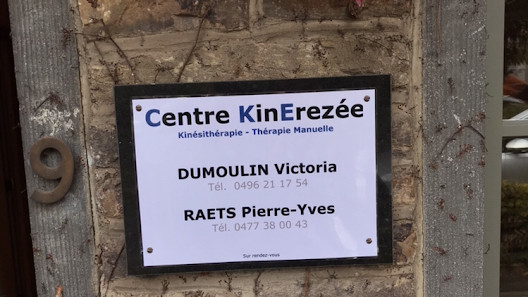 9
Centre KinErezée
Kinésithérapie - Thérapie Manuelle
DUMOULIN Victoria
Tél. 0496 21 17 54
RAETS Pierre-Yves
Tél. 0477 38 00 43
Sur rendez-vous